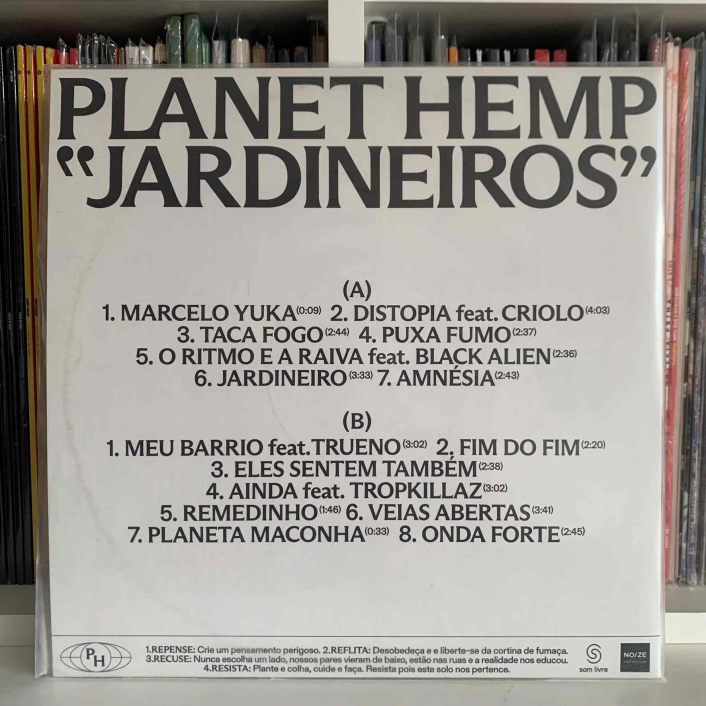 PLANET HEMP
“JARDINEIROS”
(A)
1. MARCELO YUKA(0:09) 2. DISTOPIA feat. CRIOLO(4:03)
3. TACA FOGO(2:44) 4. PUXA FUMO(2:37)
5. O RITMO E A RAIVA feat. BLACK ALIEN(2:36)
6. JARDINEIRO(3:33) 7. AMNÉSIA(2:43)
(B)
1. MEU BARRIO feat.TRUENO(3:02) 2. FIM DO FIM(2:20)
3. ELES SENTEM TAMBÉM(2:38)
4. AINDA feat. TROPKILLAZ(3:02)
5. REMEDINHO(1:46) 6. VEIAS ABERTAS(3:41)
7. PLANETA MACONHA(0:33) 8. ONDA FORTE(2:45)
PH
1.REPENSE: Crie um pensamento perigoso. 2.REFLITA: Desobedeça e e liberte-se da cortina de fumaça.
3.RECUSE: Nunca escolha um lado, nossos pares vieram de baixo, estão nas ruas e a realidade nos educou.
4.RESISTA: Plante e colha, cuide e faça. Resista pois este solo nos pertence.
som livre
NOIZE